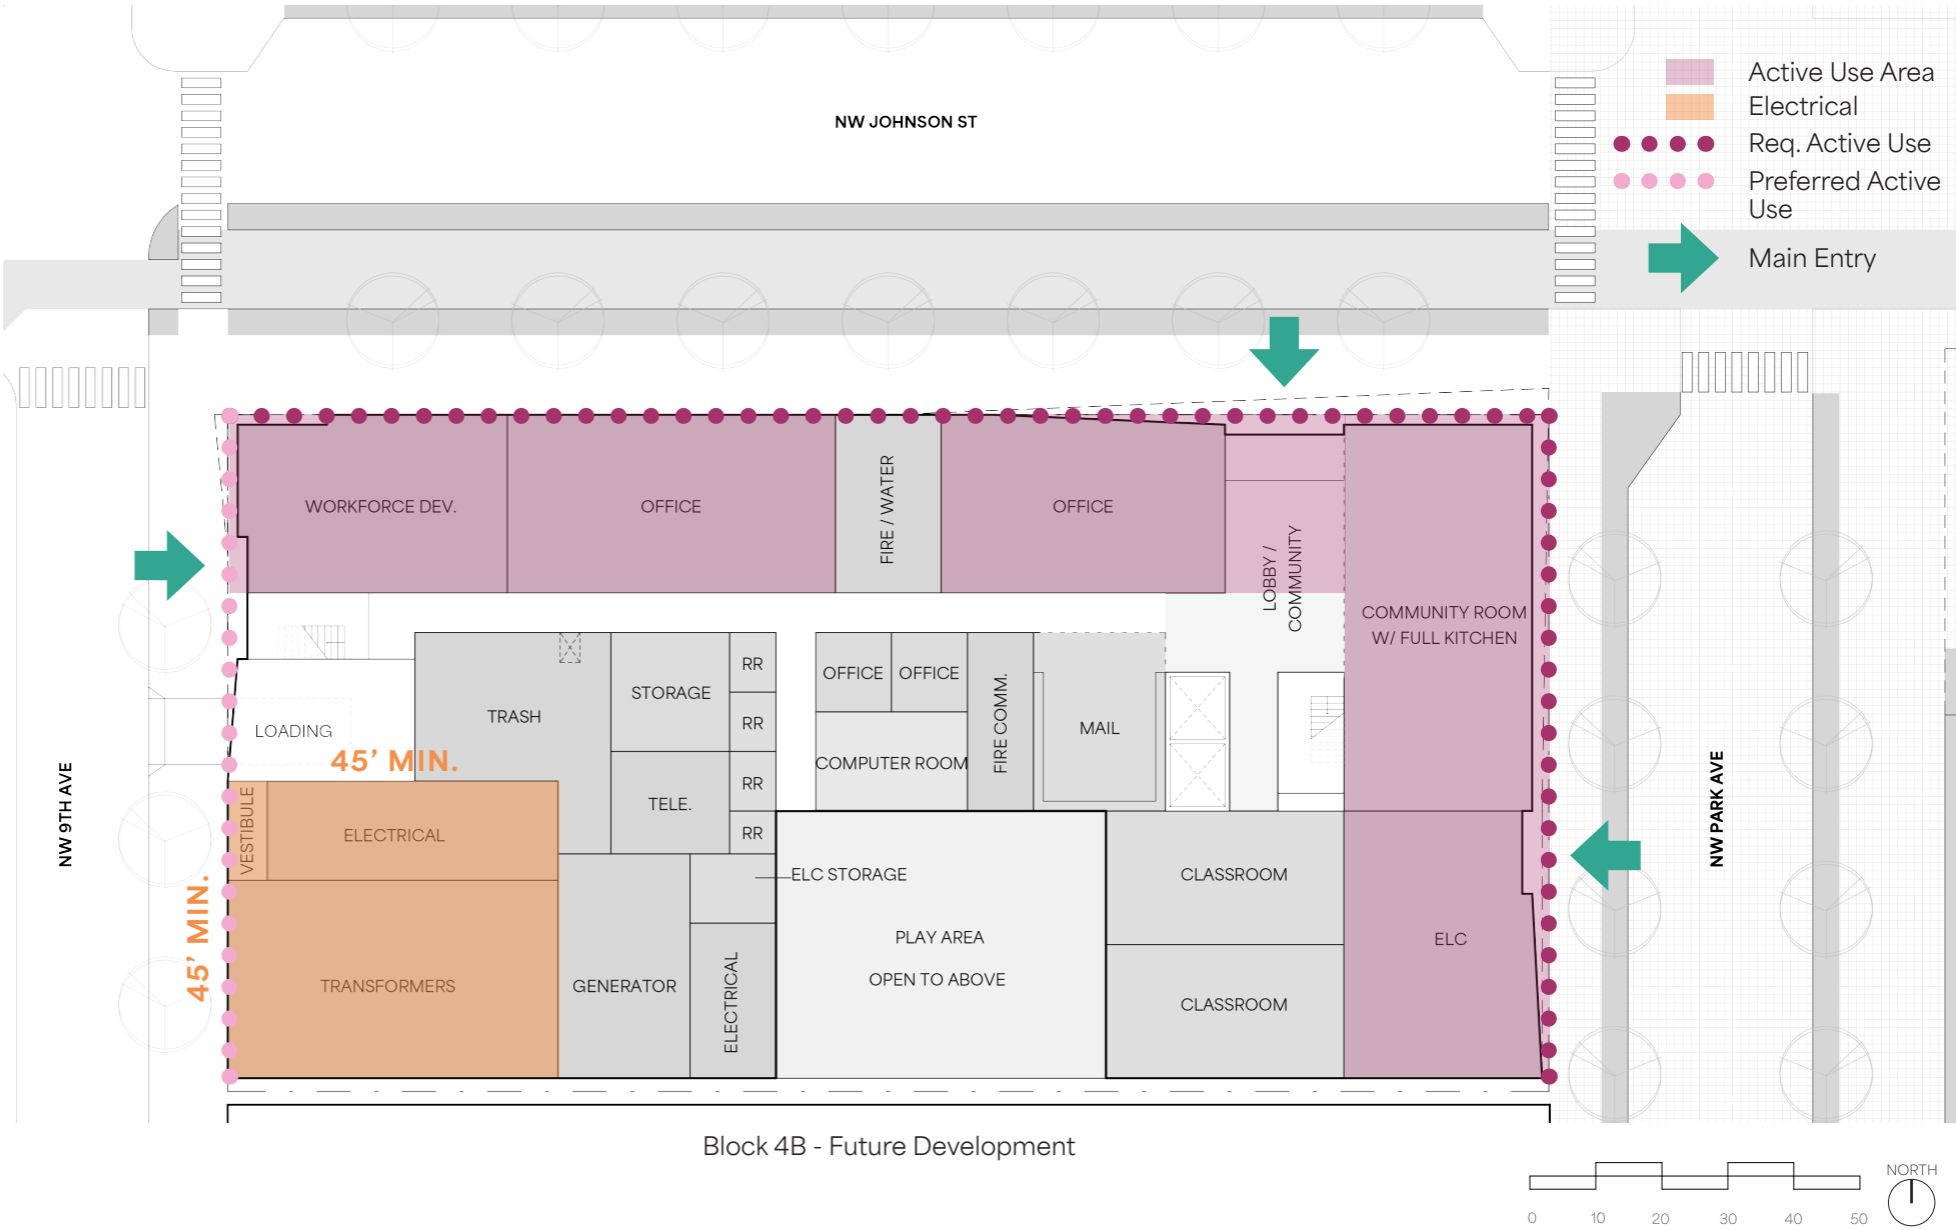 Active Use Area
Electrical
Req. Active Use
Preferred Active
Use
Main Entry
NW JOHNSON ST
WORKFORCE DEV.
OFFICE
FIRE / WATER
OFFICE
LOBBY /
COMMUNITY
COMMUNITY ROOM
W/ FULL KITCHEN
RR
STORAGE
OFFICE
OFFICE
FIRE COMM.
TRASH
RR
MAIL
LOADING
45’ MIN.
COMPUTER ROOM
RR
TELE.
RR
NW 9TH AVE
NW PARK AVE
VESTIBULE
ELECTRICAL
45’ MIN.
ELC STORAGE
CLASSROOM
PLAY AREA
OPEN TO ABOVE
ELC
TRANSFORMERS
GENERATOR
ELECTRICAL
CLASSROOM
Block 4B - Future Development
NORTH
0 10 20 30 40 50